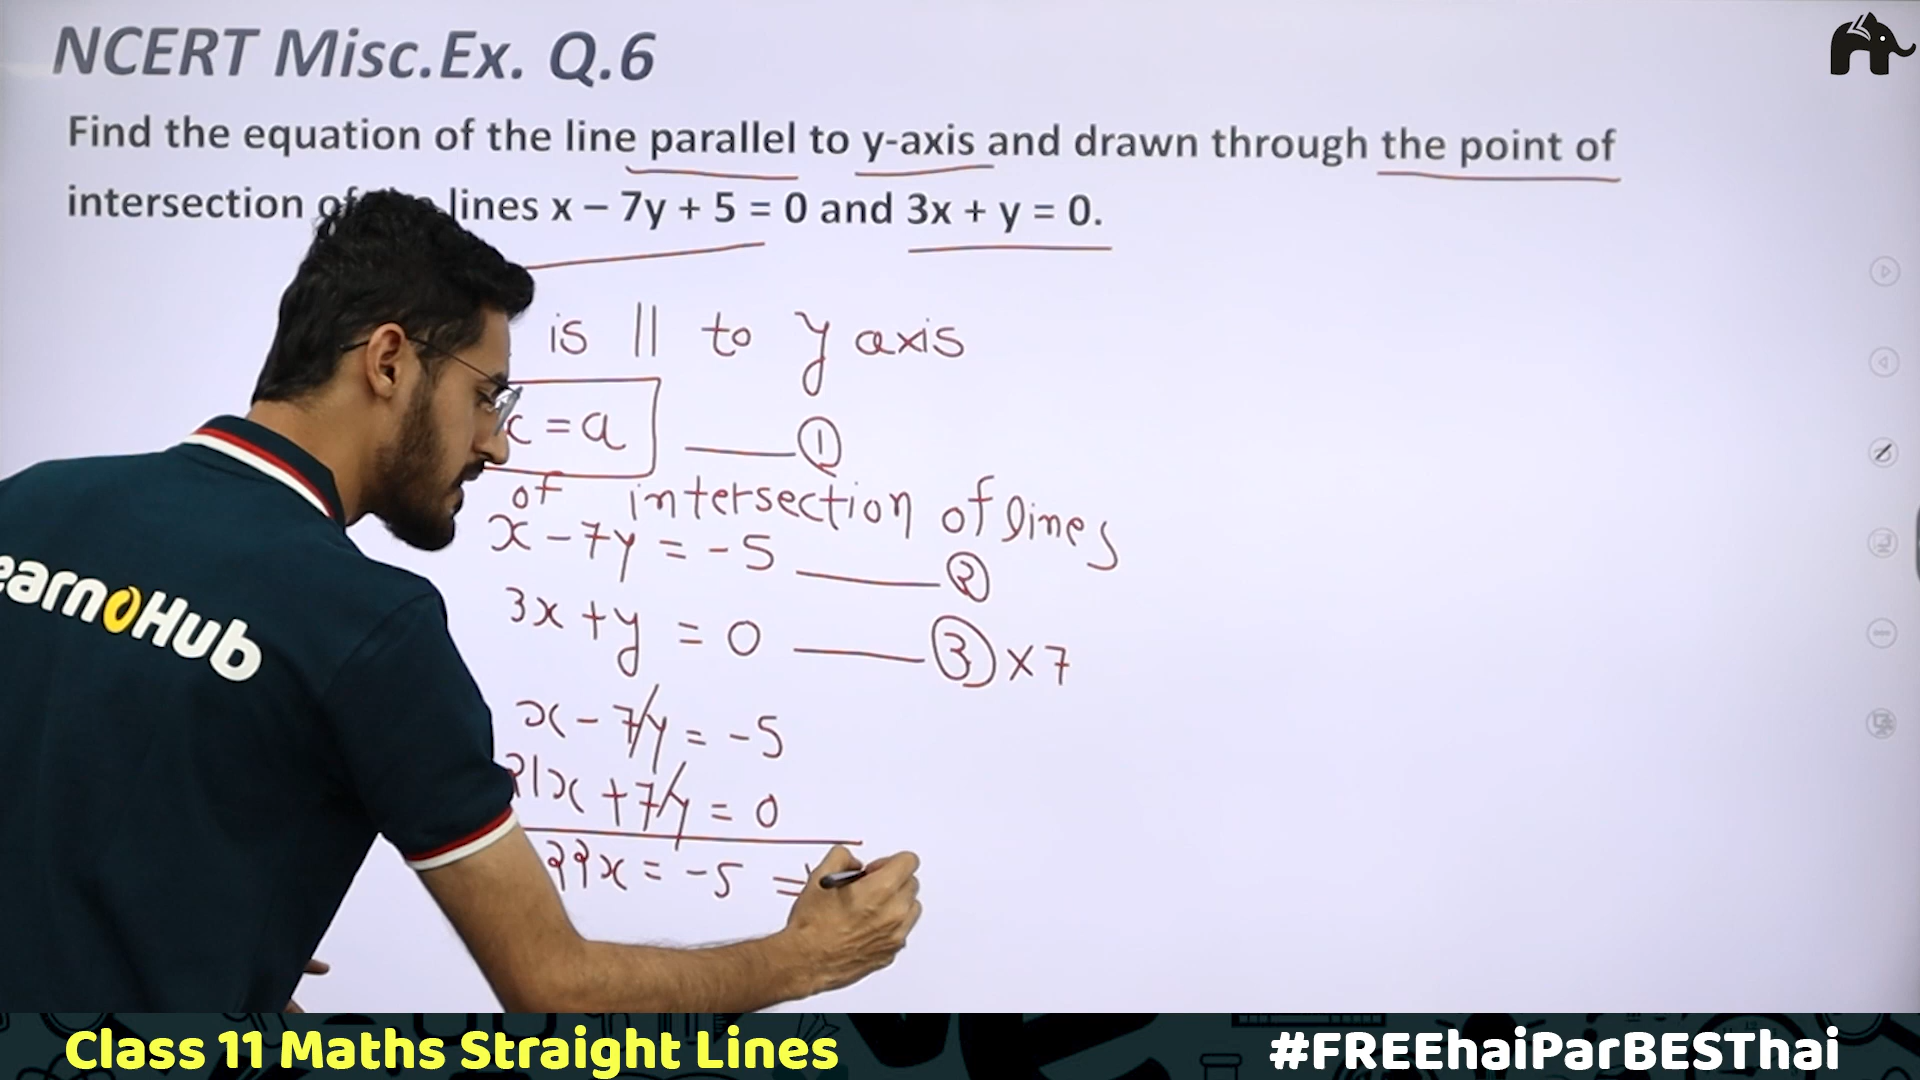 NCERT Misc.Ex. Q.6
Find the equation of the line parallel to y-axis and drawn through the point of
intersection of lines x – 7y + 5 = 0 and 3x + y = 0.
is || to y axis
x = a ——— ①
of intersection of lines
x - 7y = -5 ——— ②
3x + y = 0 ——— ③ × 7
x - 7y = -5
21x + 7y = 0
22x = -5 =
earnoHub
Class 11 Maths Straight Lines
#FREEhaiParBESThai